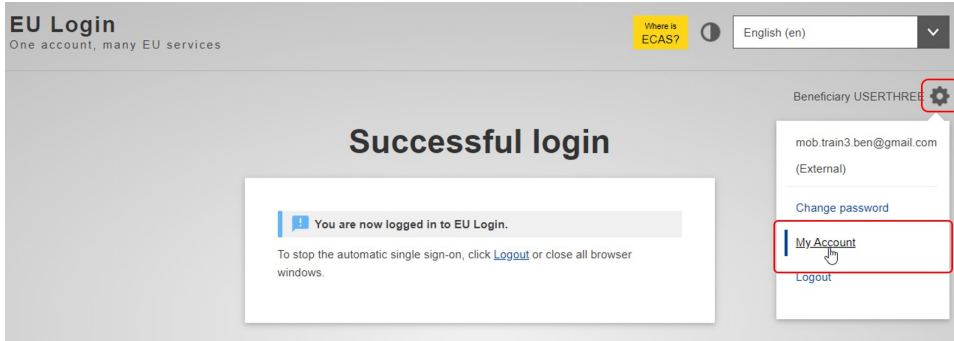 EU Login
One account, many EU services
Where is
ECAS?
English (en)
Beneficiary USERTHREE
Successful login
You are now logged in to EU Login.
To stop the automatic single sign-on, click Logout or close all browser
windows.
mob.train3.ben@gmail.com
(External)
Change password
My Account
Logout